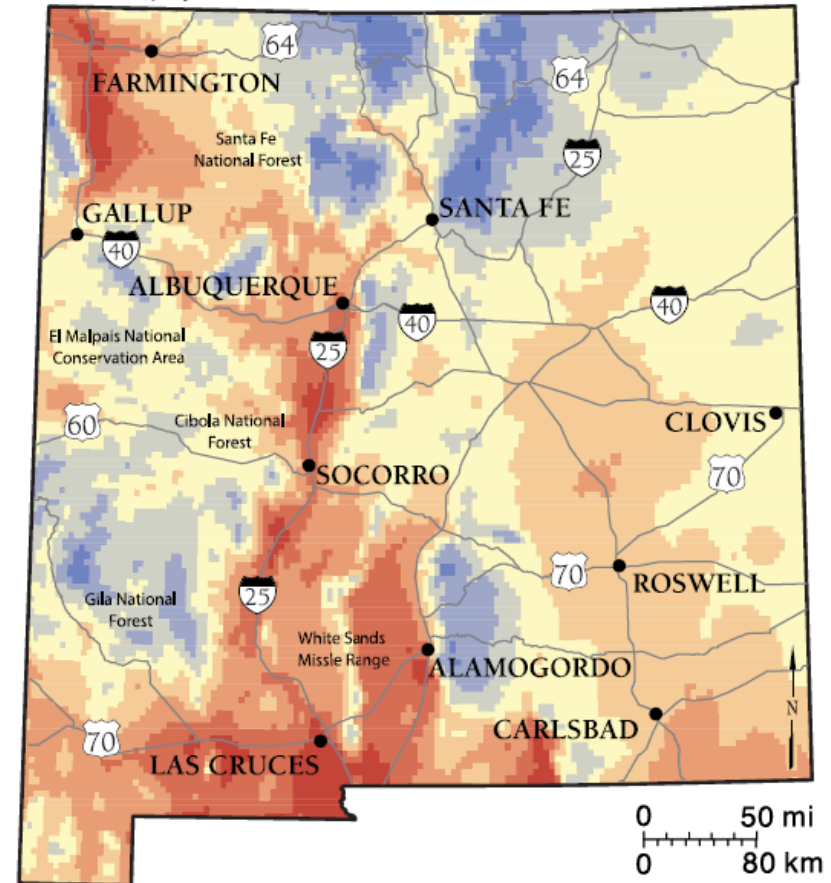 64
FARMINGTON
64
Santa Fe
National Forest
25
GALLUP
SANTA FE
40
ALBUQUERQUE
40
40
El Malpais National
Conservation Area
25
60
Cibola National
Forest
CLOVIS
SOCORRO
70
70
ROSWELL
25
Gila National
Forest
White Sands
Missle Range
ALAMOGORDO
N
CARLSBAD
70
LAS CRUCES
0 50 mi
0 80 km